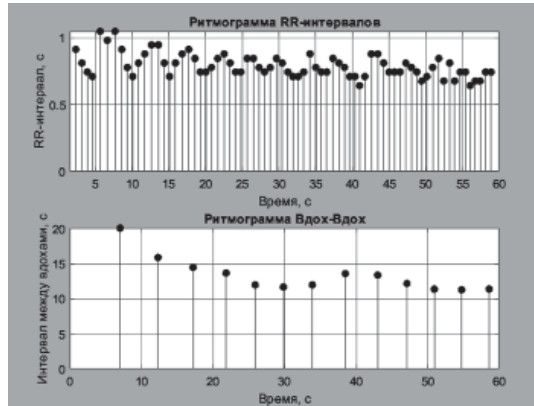 Ритмограмма RR-интервалов
RR-интервал, с
1
0.5
0
5 10 15 20 25 30 35 40 45 50 55 60
Время, с
Ритмограмма Вдох-Вдох
Интервал между вдохами, с
20
15
10
5
0
0 10 20 30 40 50 60
Время, с